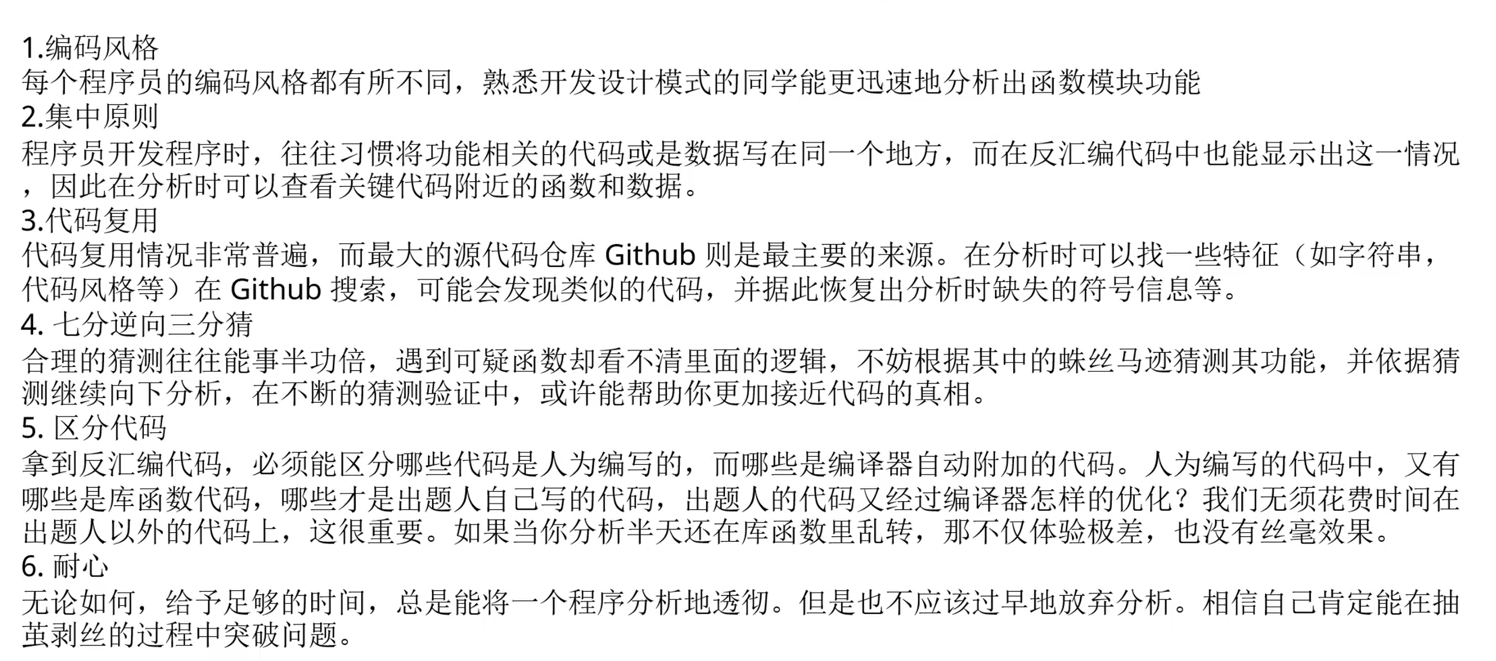 1.编码风格
每个程序员的编码风格都有所不同，熟悉开发设计模式的同学能更迅速地分析出函数模块功能
2.集中原则
程序员开发程序时，往往习惯将功能相关的代码或是数据写在同一个地方，而在反汇编代码中也能显示出这一情况
，因此在分析时可以查看关键代码附近的函数和数据。
3.代码复用
代码复用情况非常普遍，而最大的源代码仓库 Github 则是最主要的来源。在分析时可以找一些特征（如字符串，
代码风格等）在 Github 搜索，可能会发现类似的代码，并据此恢复出分析时缺失的符号信息等。
4. 七分逆向三分猜
合理的猜测往往能事半功倍，遇到可疑函数却看不清里面的逻辑，不妨根据其中的蛛丝马迹猜测其功能，并依据猜
测继续向下分析，在不断的猜测验证中，或许能帮助你更加接近代码的真相。
5. 区分代码
拿到反汇编代码，必须能区分哪些代码是人为编写的，而哪些是编译器自动附加的代码。人为编写的代码中，又有
哪些是库函数代码，哪些才是出题人自己写的代码，出题人的代码又经过编译器怎样的优化？我们无须花费时间在
出题人以外的代码上，这很重要。如果当你分析半天还在库函数里乱转，那不仅体验极差，也没有丝毫效果。
6. 耐心
无论如何，给予足够的时间，总是能将一个程序分析地透彻。但是也不应该过早地放弃分析。相信自己肯定能在抽
茧剥丝的过程中突破问题。